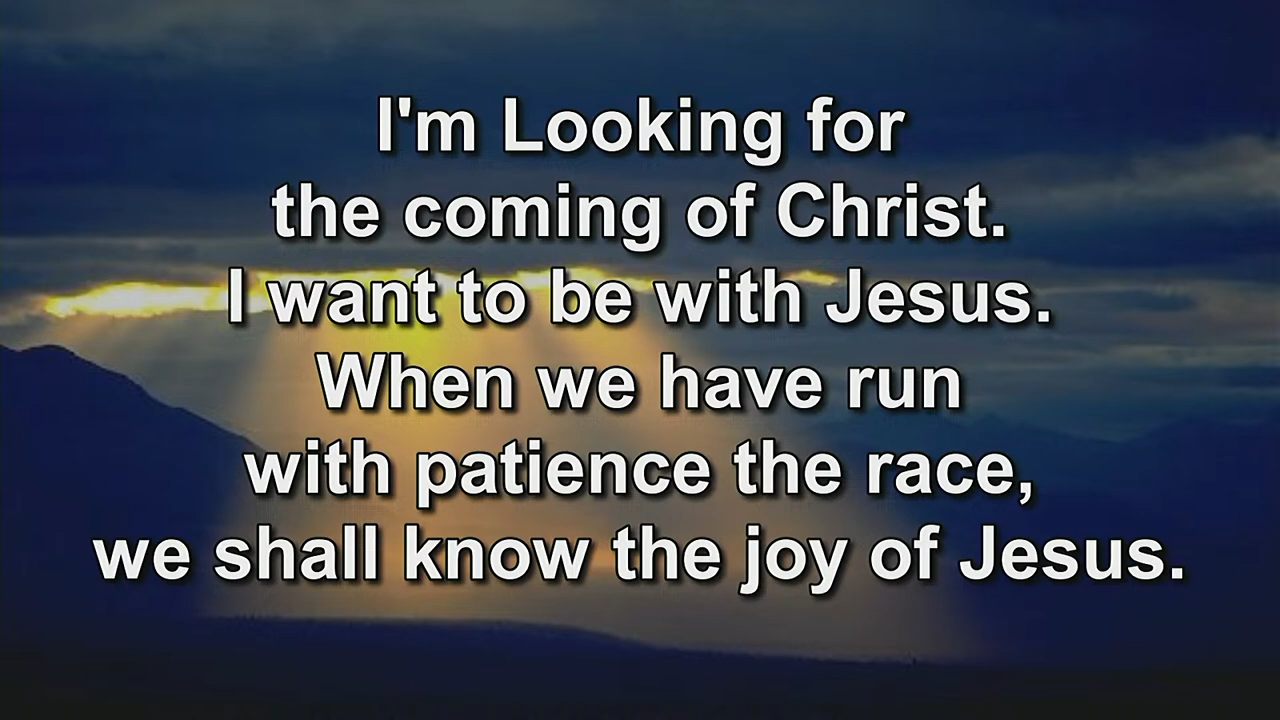 I'm Looking for
the coming of Christ.
I want to be with Jesus.
When we have run
with patience the race,
we shall know the joy of Jesus.